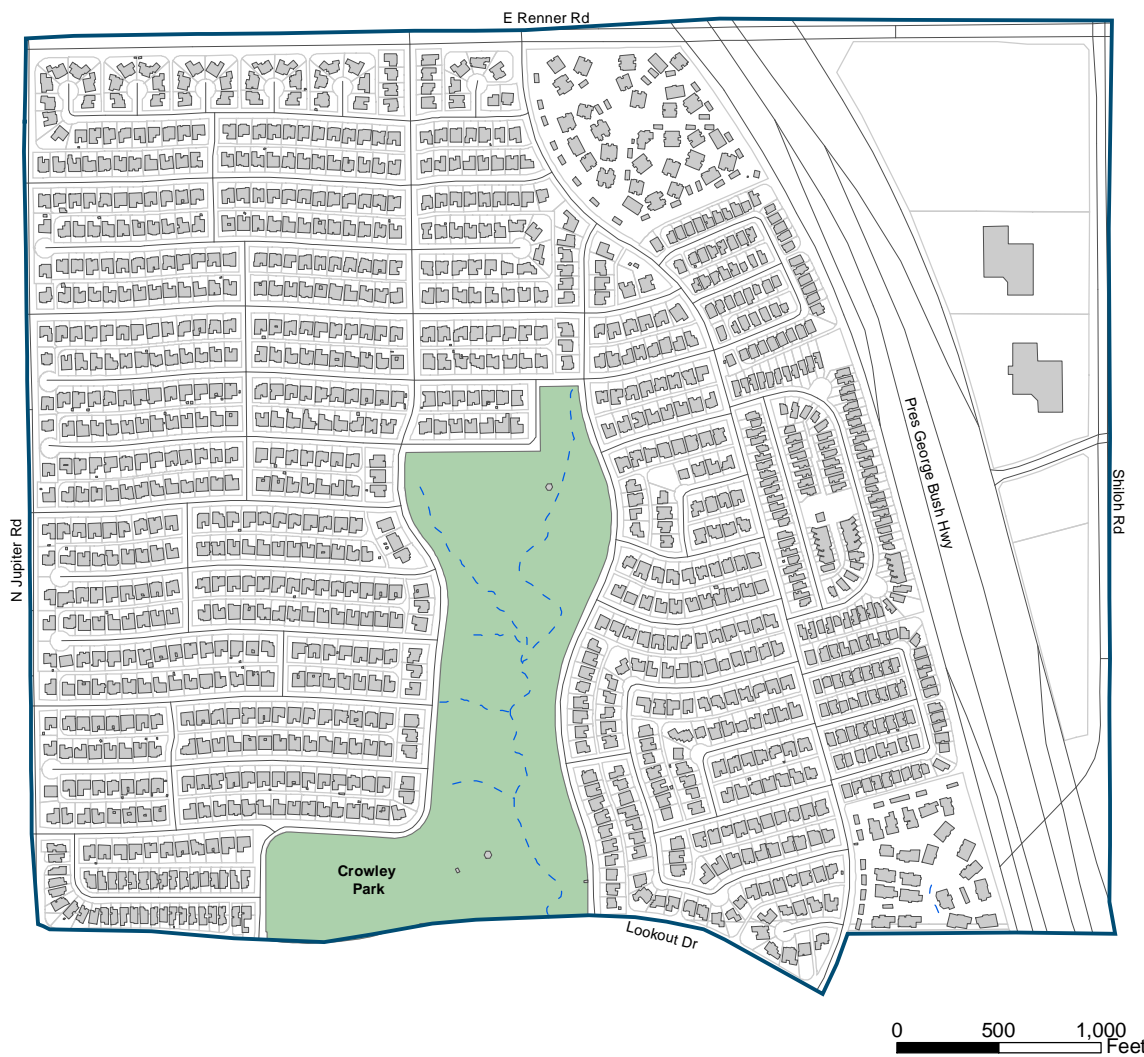 E Renner Rd
Pres George Bush Hwy
Shiloh Rd
N Jupiter Rd
Crowley
Park
Lookout Dr
0 500 1,000
Feet